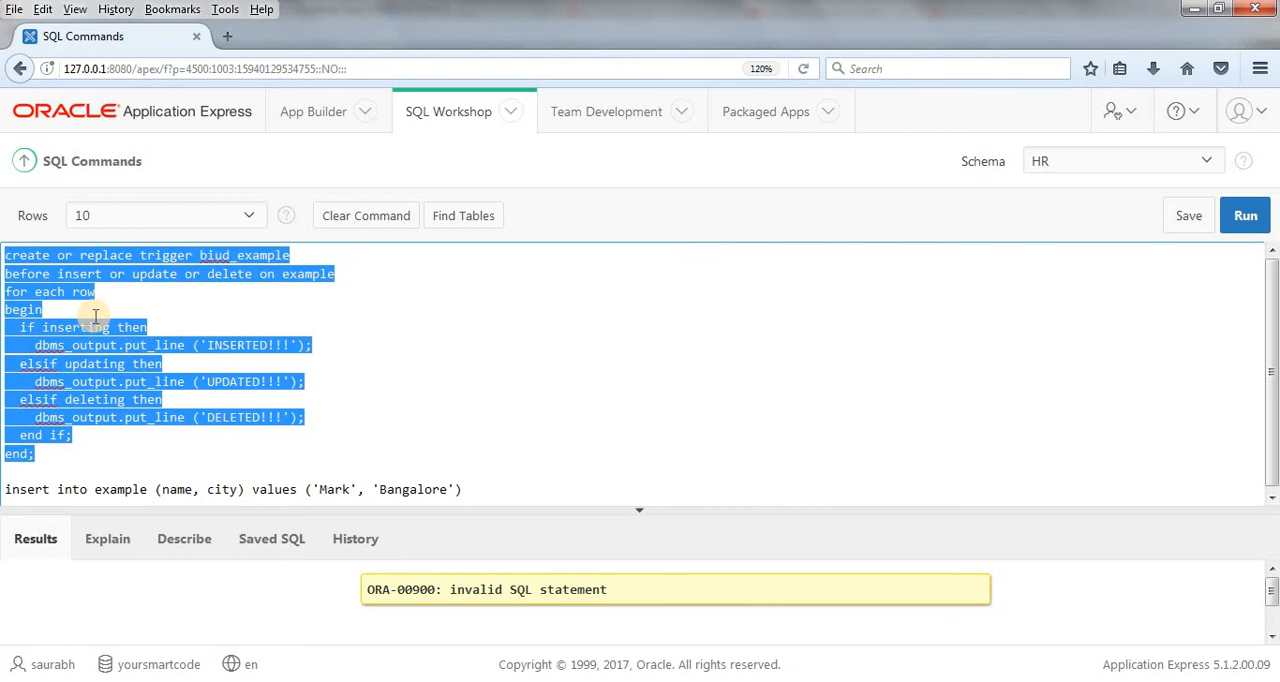 File Edit View History Bookmarks Tools Help
SQL Commands × +
127.0.0.1:8080/apex/f?p=4500:1003:15940129534755::NO::: 120% Search
ORACLE Application Express App Builder SQL Workshop Team Development Packaged Apps
SQL Commands Schema HR
Rows 10 Clear Command Find Tables Save Run
create or replace trigger biud_example
before insert or update or delete on example
for each row
begin
if inserting then
dbms_output.put_line ('INSERTED!!!');
elsif updating then
dbms_output.put_line ('UPDATED!!!');
elsif deleting then
dbms_output.put_line ('DELETED!!!');
end if;
end;
insert into example (name, city) values ('Mark', 'Bangalore')
Results Explain Describe Saved SQL History
ORA-00900: invalid SQL statement
saurabh yoursmartcode en Copyright © 1999, 2017, Oracle. All rights reserved. Application Express 5.1.2.00.09